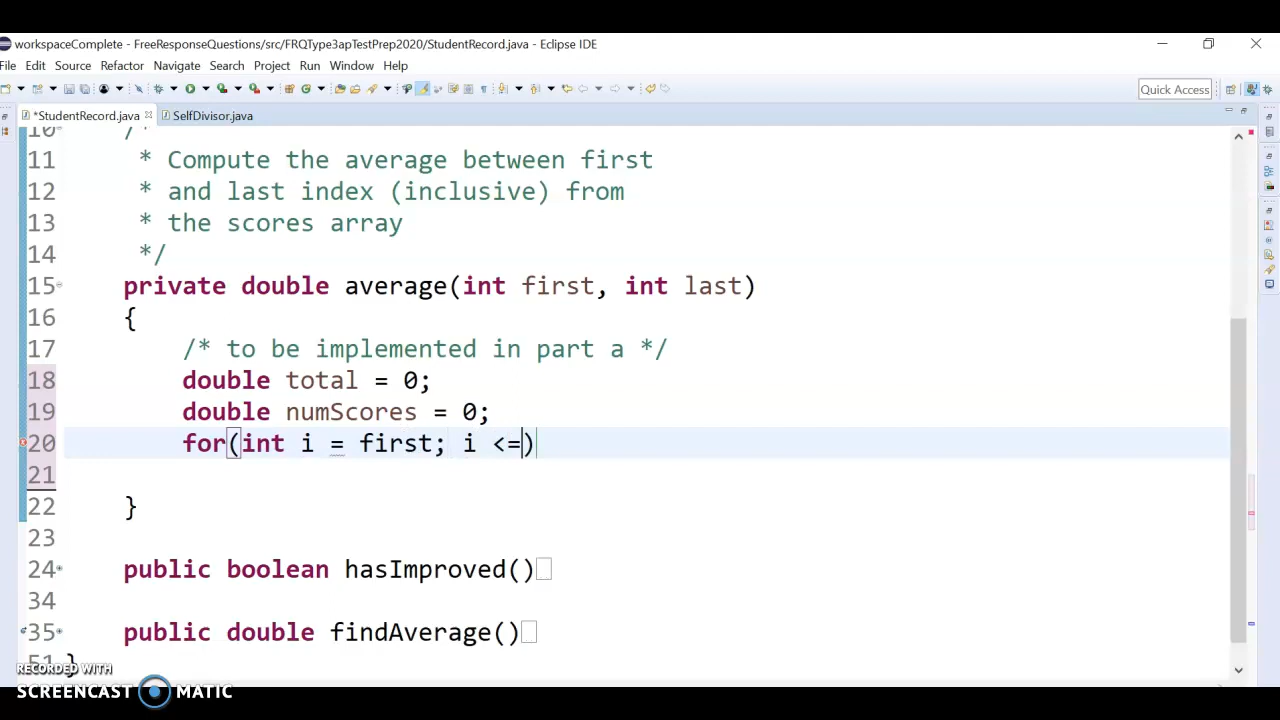 workspaceComplete - FreeResponseQuestions/src/FRQType3apTestPrep2020/StudentRecord.java - Eclipse IDE
File Edit Source Refactor Navigate Search Project Run Window Help
Quick Access
*StudentRecord.java SelfDivisor.java
10 /*
11 * Compute the average between first
12 * and last index (inclusive) from
13 * the scores array
14 */
15 private double average(int first, int last)
16 {
17 /* to be implemented in part a */
18 double total = 0;
19 double numScores = 0;
20 for(int i = first; i <=)
21
22 }
23
24 public boolean hasImproved()
34
35 public double findAverage()
51 }
RECORDED WITH
SCREENCAST MATIC